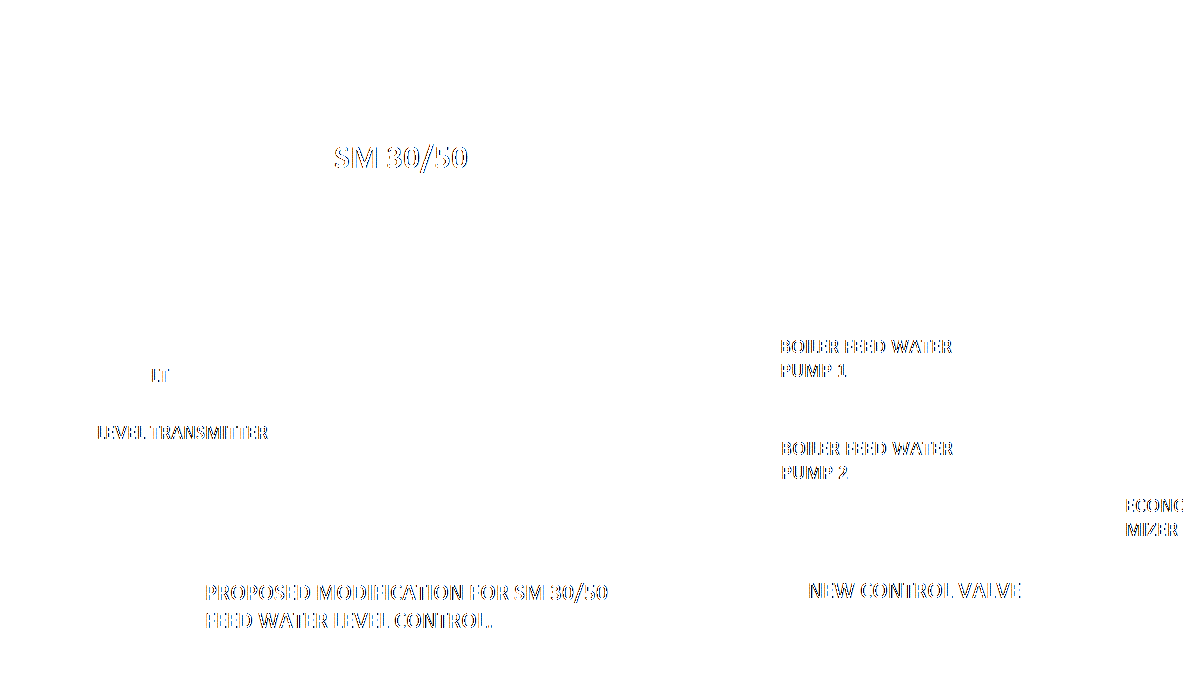 SM 30/50
BOILER FEED WATER
PUMP 1
LT
LEVEL TRANSMITTER
BOILER FEED WATER
PUMP 2
ECONO
MIZER
PROPOSED MODIFICATION FOR SM 30/50
FEED WATER LEVEL CONTROL.
NEW CONTROL VALVE